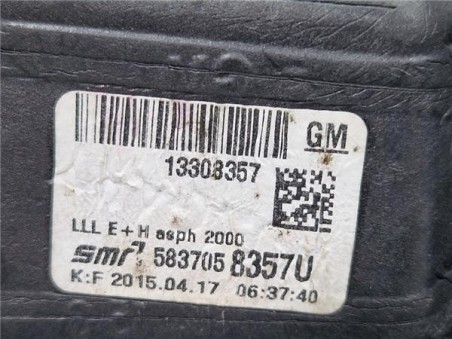 GM
13308357
LLL E+H asph 2000
smr 583705 8357U
K:F 2015.04.17 06:37:40